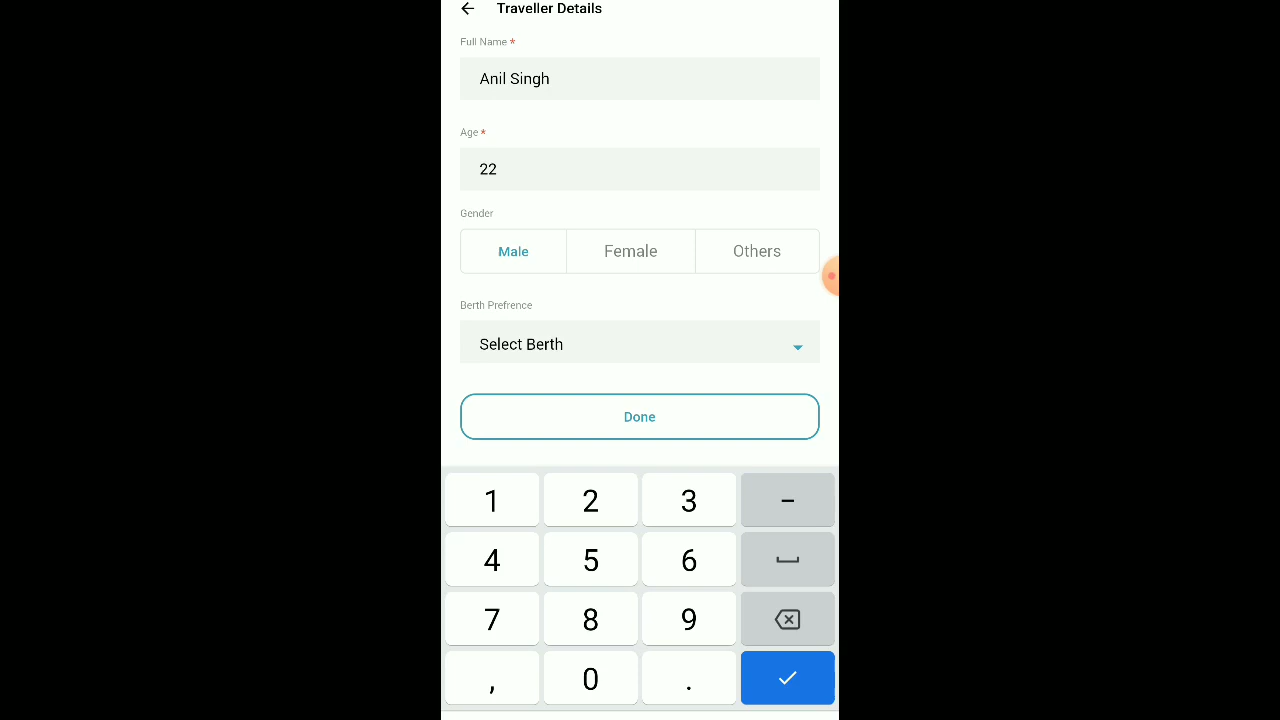 Traveller Details
Full Name *
Anil Singh
Age *
22
Gender
Male Female Others
Berth Prefrence
Select Berth
Done
1 2 3 -
4 5 6
7 8 9
, 0 .